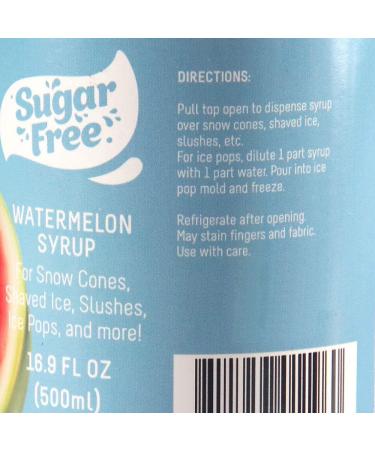 Sugar
Free
WATERMELON
SYRUP
For Snow Cones,
Shaved Ice, Slushes,
Ice Pops, and more!
16.9 FL OZ
(500ml)
DIRECTIONS:
Pull top open to dispense syrup
over snow cones, shaved ice,
slushes, etc.
For ice pops, dilute 1 part syrup
with 1 part water. Pour into ice
pop mold and freeze.
Refrigerate after opening.
May stain fingers and fabric.
Use with care.